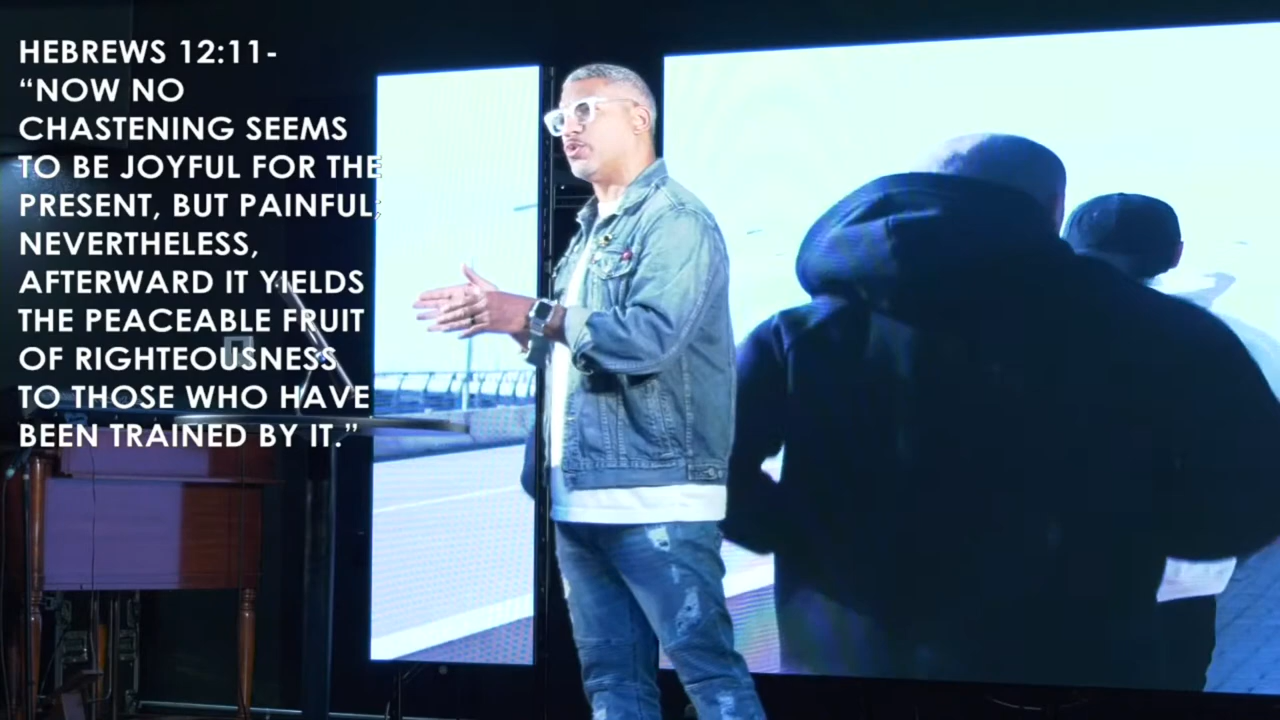 HEBREWS 12:11-
“NOW NO
CHASTENING SEEMS
TO BE JOYFUL FOR THE
PRESENT, BUT PAINFUL;
NEVERTHELESS,
AFTERWARD IT YIELDS
THE PEACEABLE FRUIT
OF RIGHTEOUSNESS
TO THOSE WHO HAVE
BEEN TRAINED BY IT.”